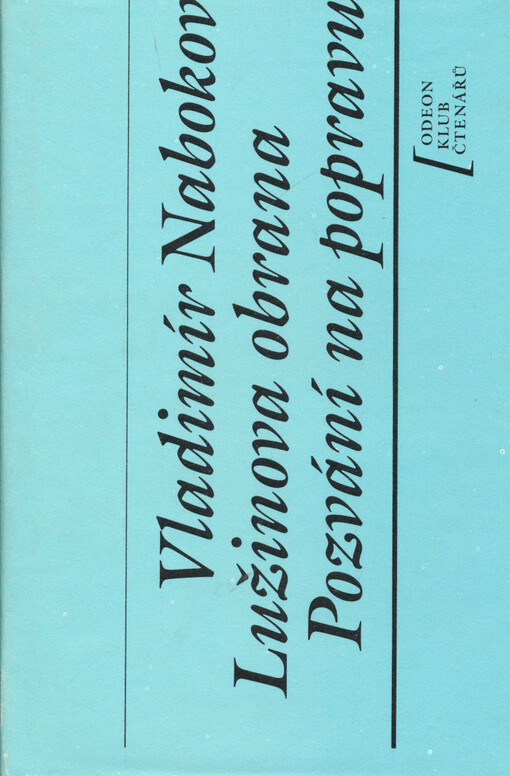 Vladimír Nabokov
Lužinova obrana
Pozvání na popravu
ODEON
KLUB
ČTENÁŘŮ